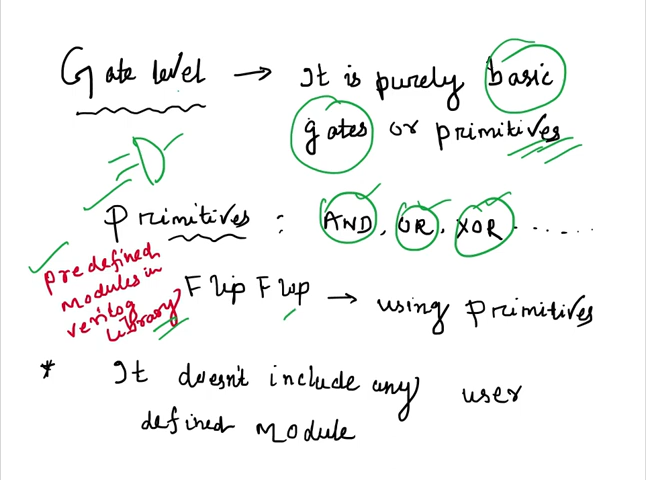 Gate level → It is purely basic
gates or primitives
Primitives : AND, OR, XOR ......
Predefined
modules in
verilog
library
Flip Flip → using primitives
* It doesn't include any user
defined module